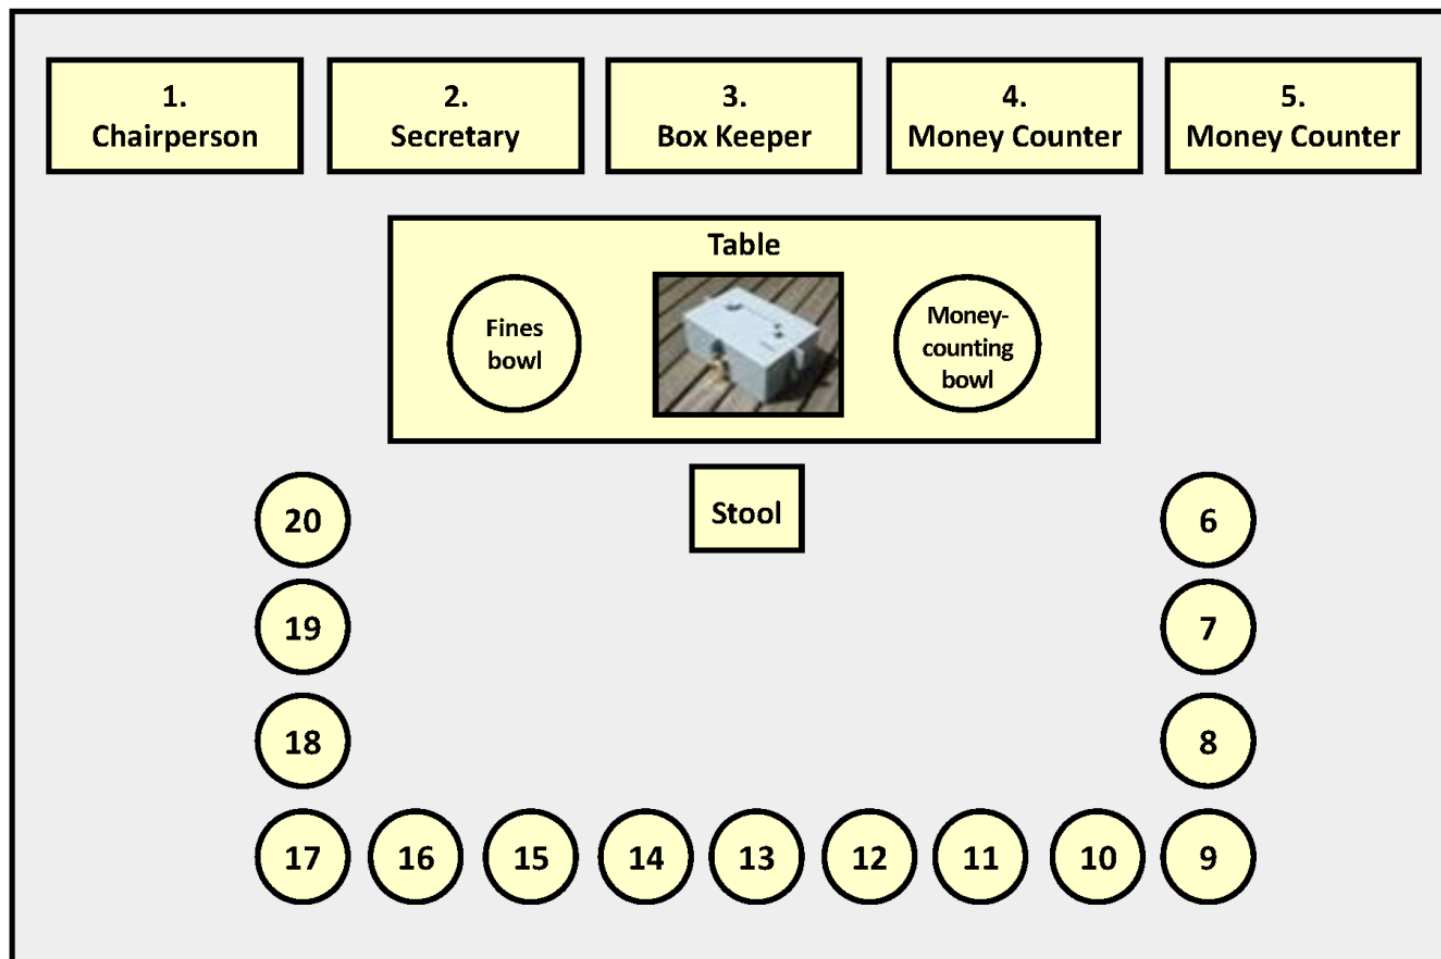 1.
Chairperson
2.
Secretary
3.
Box Keeper
4.
Money Counter
5.
Money Counter
Table
Fines
bowl
Money-
counting
bowl
Stool
20
6
19
7
18
8
17
16
15
14
13
12
11
10
9